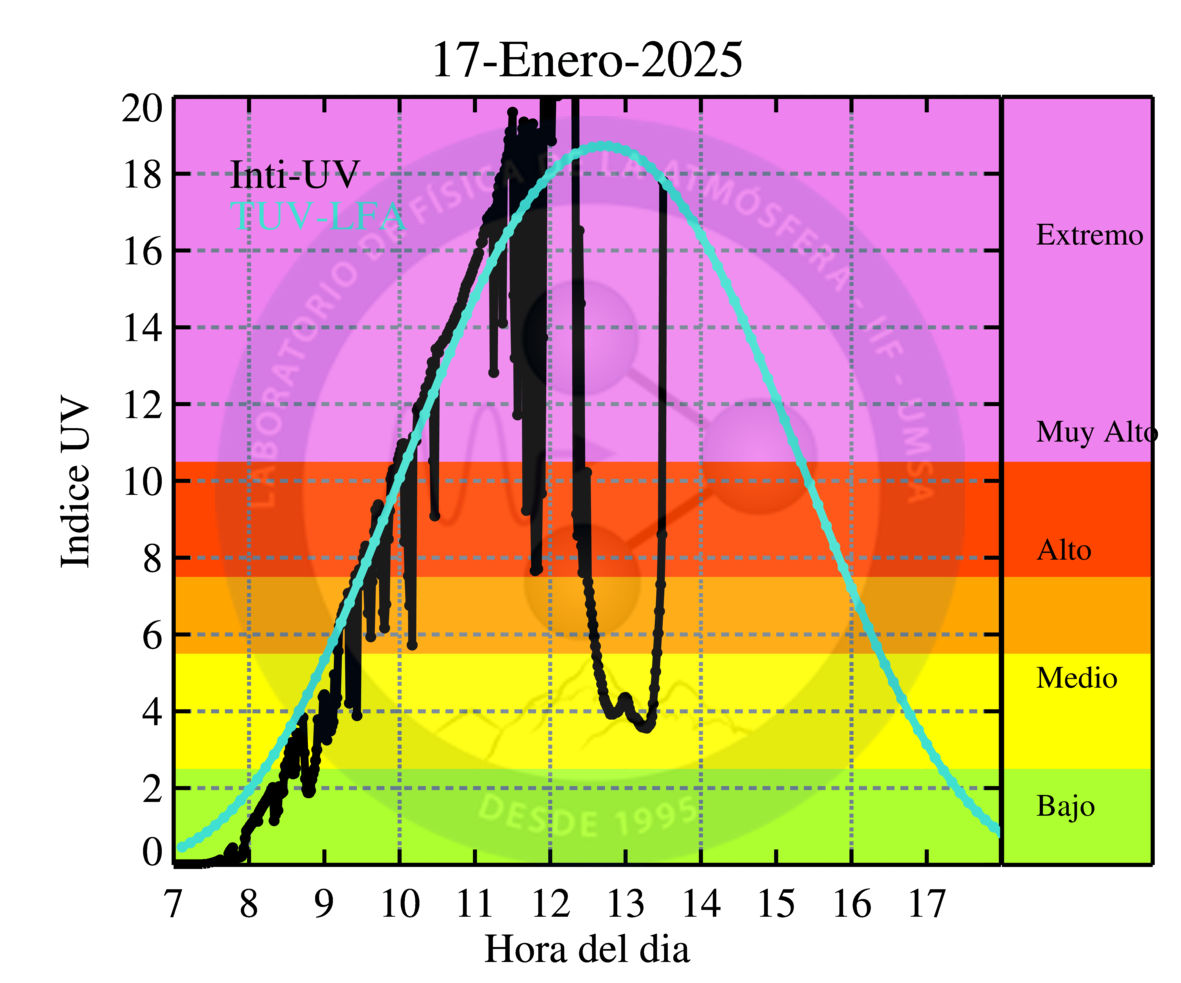 17-Enero-2025
Inti-UV
TUV-LFA
LABORATORIO DE FÍSICA DE LA ATMÓSFERA - IIF - UMSA
DESDE 1995
Indice UV
20
18
16
14
12
10
8
6
4
2
0
Extremo
Muy Alto
Alto
Medio
Bajo
7 8 9 10 11 12 13 14 15 16 17
Hora del dia